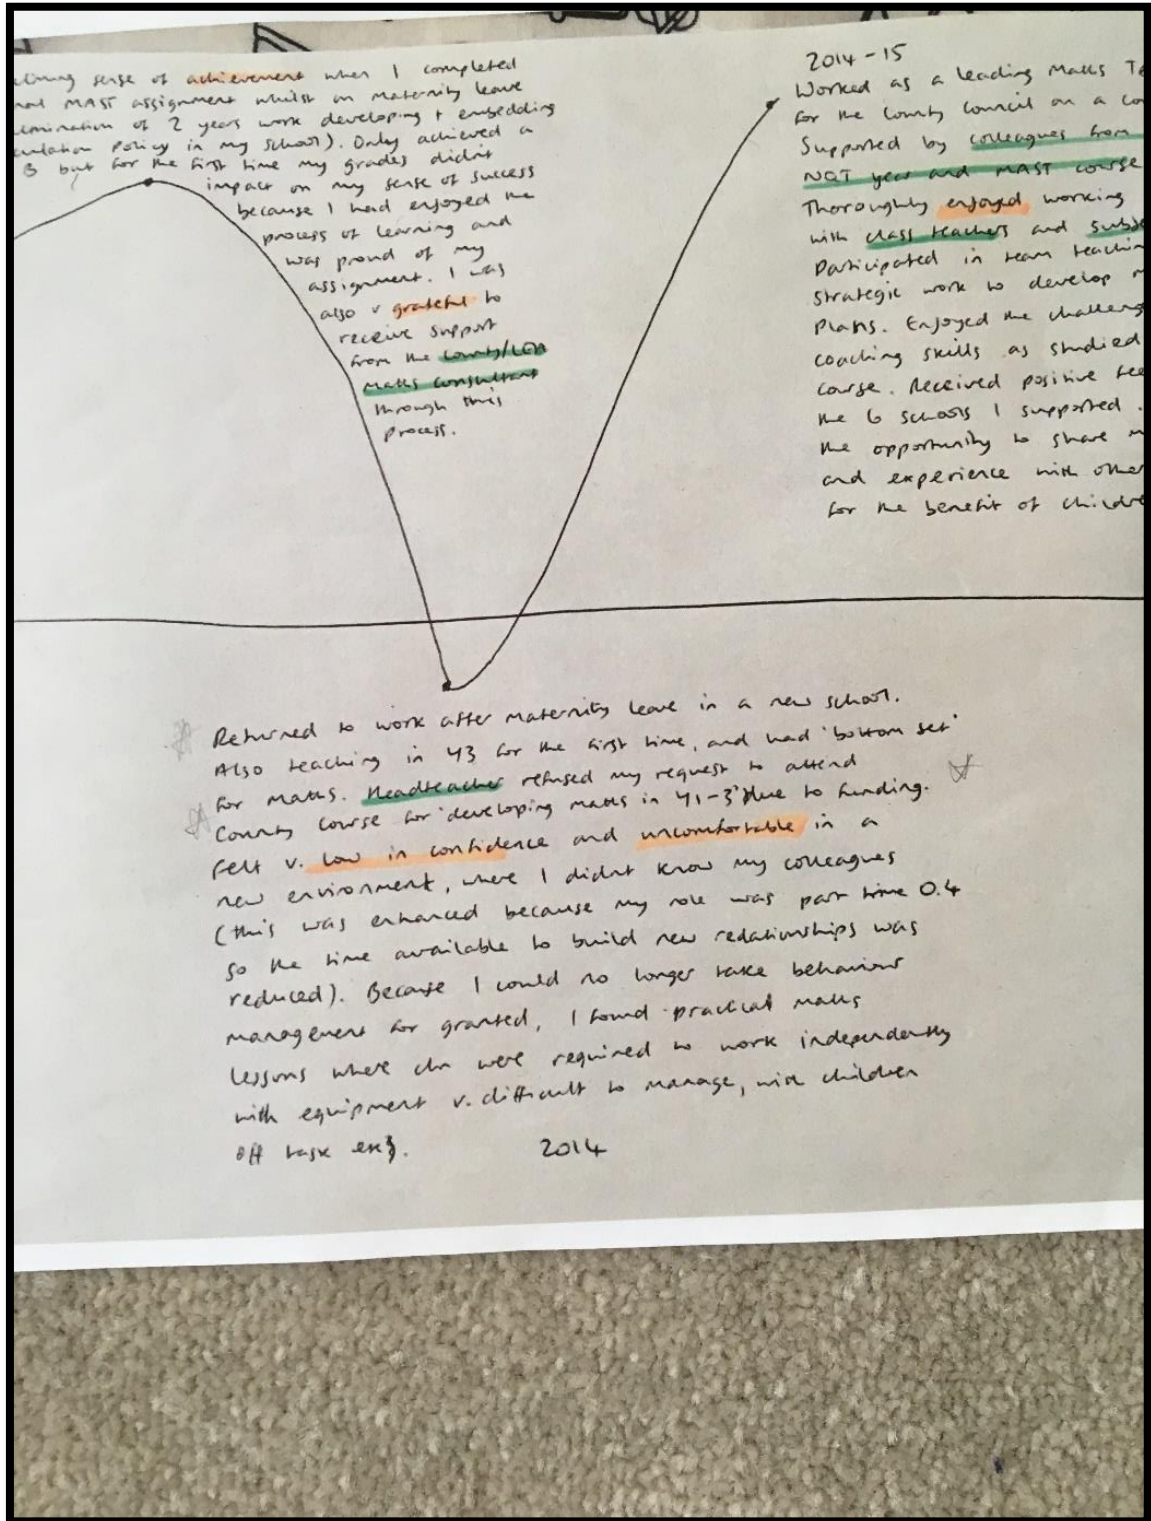 sense of achievement when I completed
MAST assignment whilst on maternity leave
of 2 years work developing + embedding
Policy in my school). Only achieved a
B but for the first time my grades didn't
impact on my sense of success
because I had enjoyed the
process of learning and
was proud of my
assignment. I was
also v grateful to
receive support
from the County/LEA
Maths Consultant
through this
process.
2014-15
Worked as a leading Maths
for the County Council on a
Supported by colleagues from
NQT year and MAST course
Thoroughly enjoyed working
with class teachers and
Participated in team
strategic work to develop
Plans. Enjoyed the
coaching skills as studied
course. Received positive
the 6 schools I supported.
the opportunity to share
and experience with
for the benefit of
Returned to work after maternity leave in a new school.
Also teaching in Y3 for the first time, and had 'bottom set'
for maths. Headteacher refused my request to attend
County course for 'developing maths in Y1-3' due to funding.
Felt v. low in confidence and uncomfortable in a
new environment, where I didn't know my colleagues
(this was enhanced because my role was part time 0.4
so the time available to build new relationships was
reduced). Because I could no longer take behaviour
management for granted, I found practical maths
lessons where chn were required to work independently
with equipment v. difficult to manage, with children
off task
2014